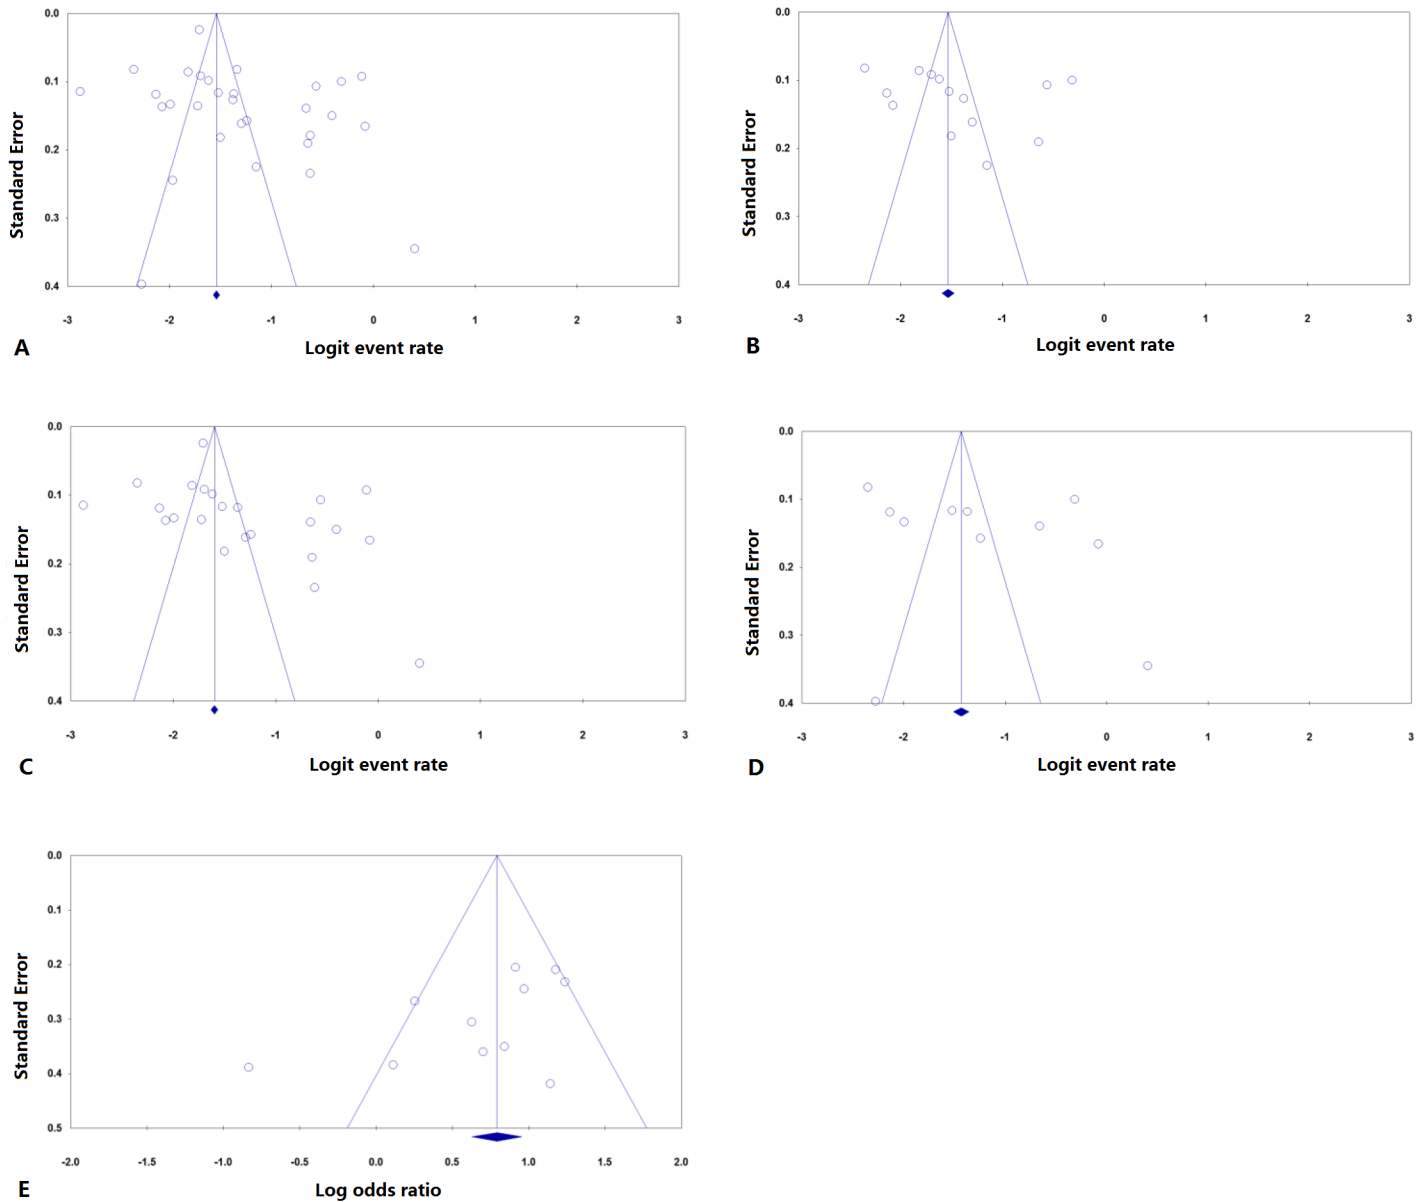 0.0
0.1
0.2
0.3
0.4
Standard Error
-3 -2 -1 0 1 2 3
A
Logit event rate
0.0
0.1
0.2
0.3
0.4
Standard Error
-3 -2 -1 0 1 2 3
B
Logit event rate
0.0
0.1
0.2
0.3
0.4
Standard Error
-3 -2 -1 0 1 2 3
C
Logit event rate
0.0
0.1
0.2
0.3
0.4
Standard Error
-3 -2 -1 0 1 2 3
D
Logit event rate
0.0
0.1
0.2
0.3
0.4
0.5
Standard Error
-2.0 -1.5 -1.0 -0.5 0.0 0.5 1.0 1.5 2.0
E
Log odds ratio